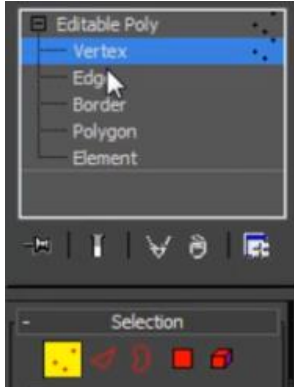 Editable Poly
Vertex
Edge
Border
Polygon
Element
Selection